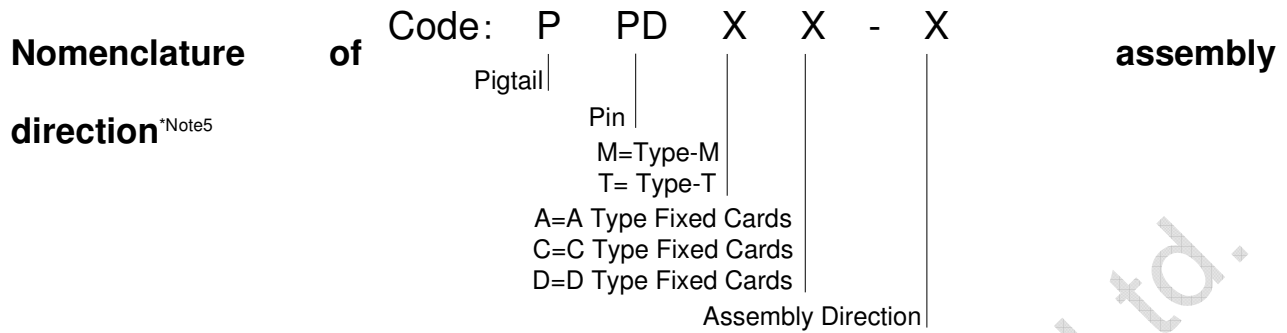 Code: P PD X X - X
Nomenclature of assembly
direction*Note5
Pigtail
Pin
M=Type-M
T= Type-T
A=A Type Fixed Cards
C=C Type Fixed Cards
D=D Type Fixed Cards
Assembly Direction
Ltd.